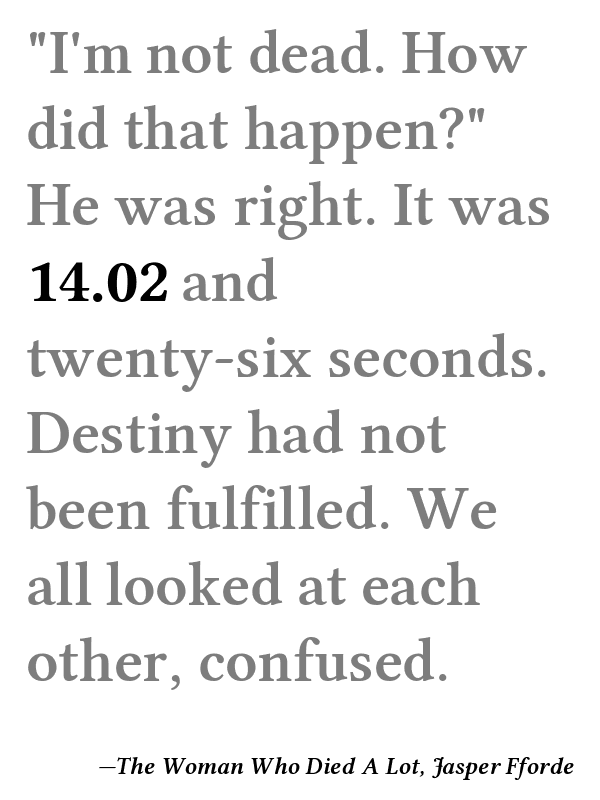 "I'm not dead. How
did that happen?"
He was right. It was
14.02 and
twenty-six seconds.
Destiny had not
been fulfilled. We
all looked at each
other, confused.
—The Woman Who Died A Lot, Jasper Fforde